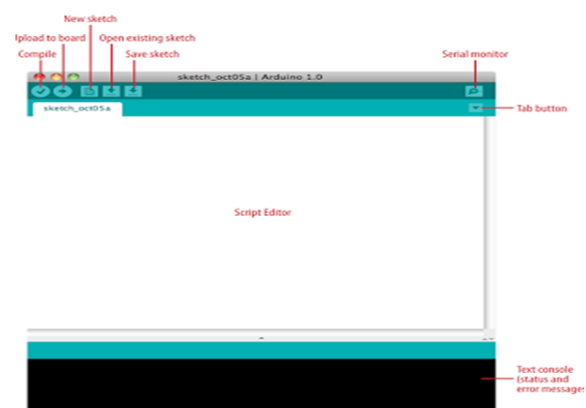 New sketch
Upload to board
Open existing sketch
Compile
Save sketch
Serial monitor
sketch_oct05a | Arduino 1.0
sketch_oct05a
Tab button
Script Editor
Text console
(status and
error messages